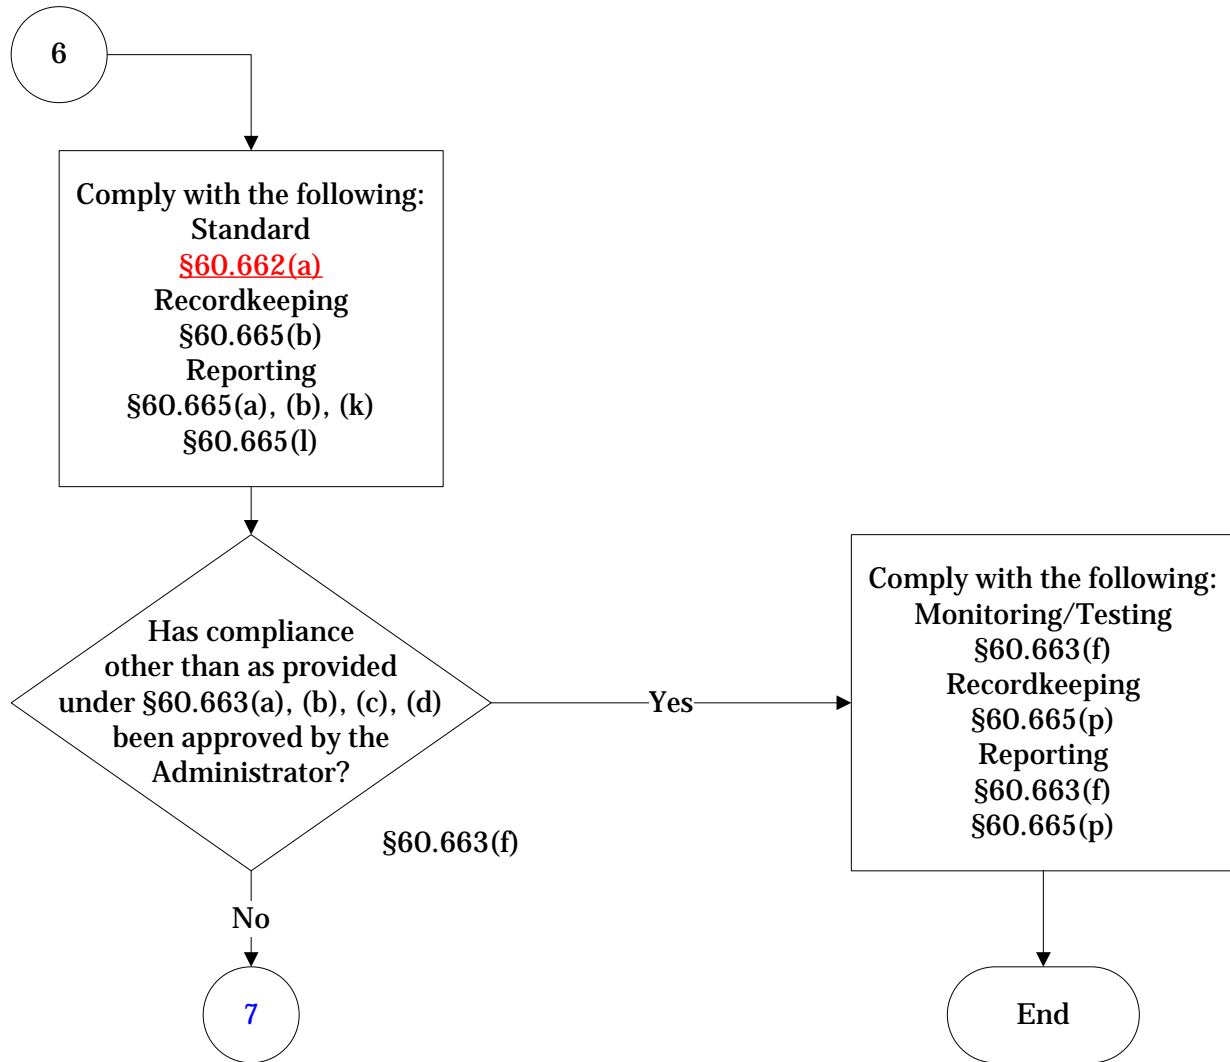 6
Comply with the following:
Standard
§60.662(a)
Recordkeeping
§60.665(b)
Reporting
§60.665(a), (b), (k)
§60.665(l)
Has compliance
other than as provided
under §60.663(a), (b), (c), (d)
been approved by the
Administrator?
§60.663(f)
Yes
Comply with the following:
Monitoring/Testing
§60.663(f)
Recordkeeping
§60.665(p)
Reporting
§60.663(f)
§60.665(p)
No
7
End